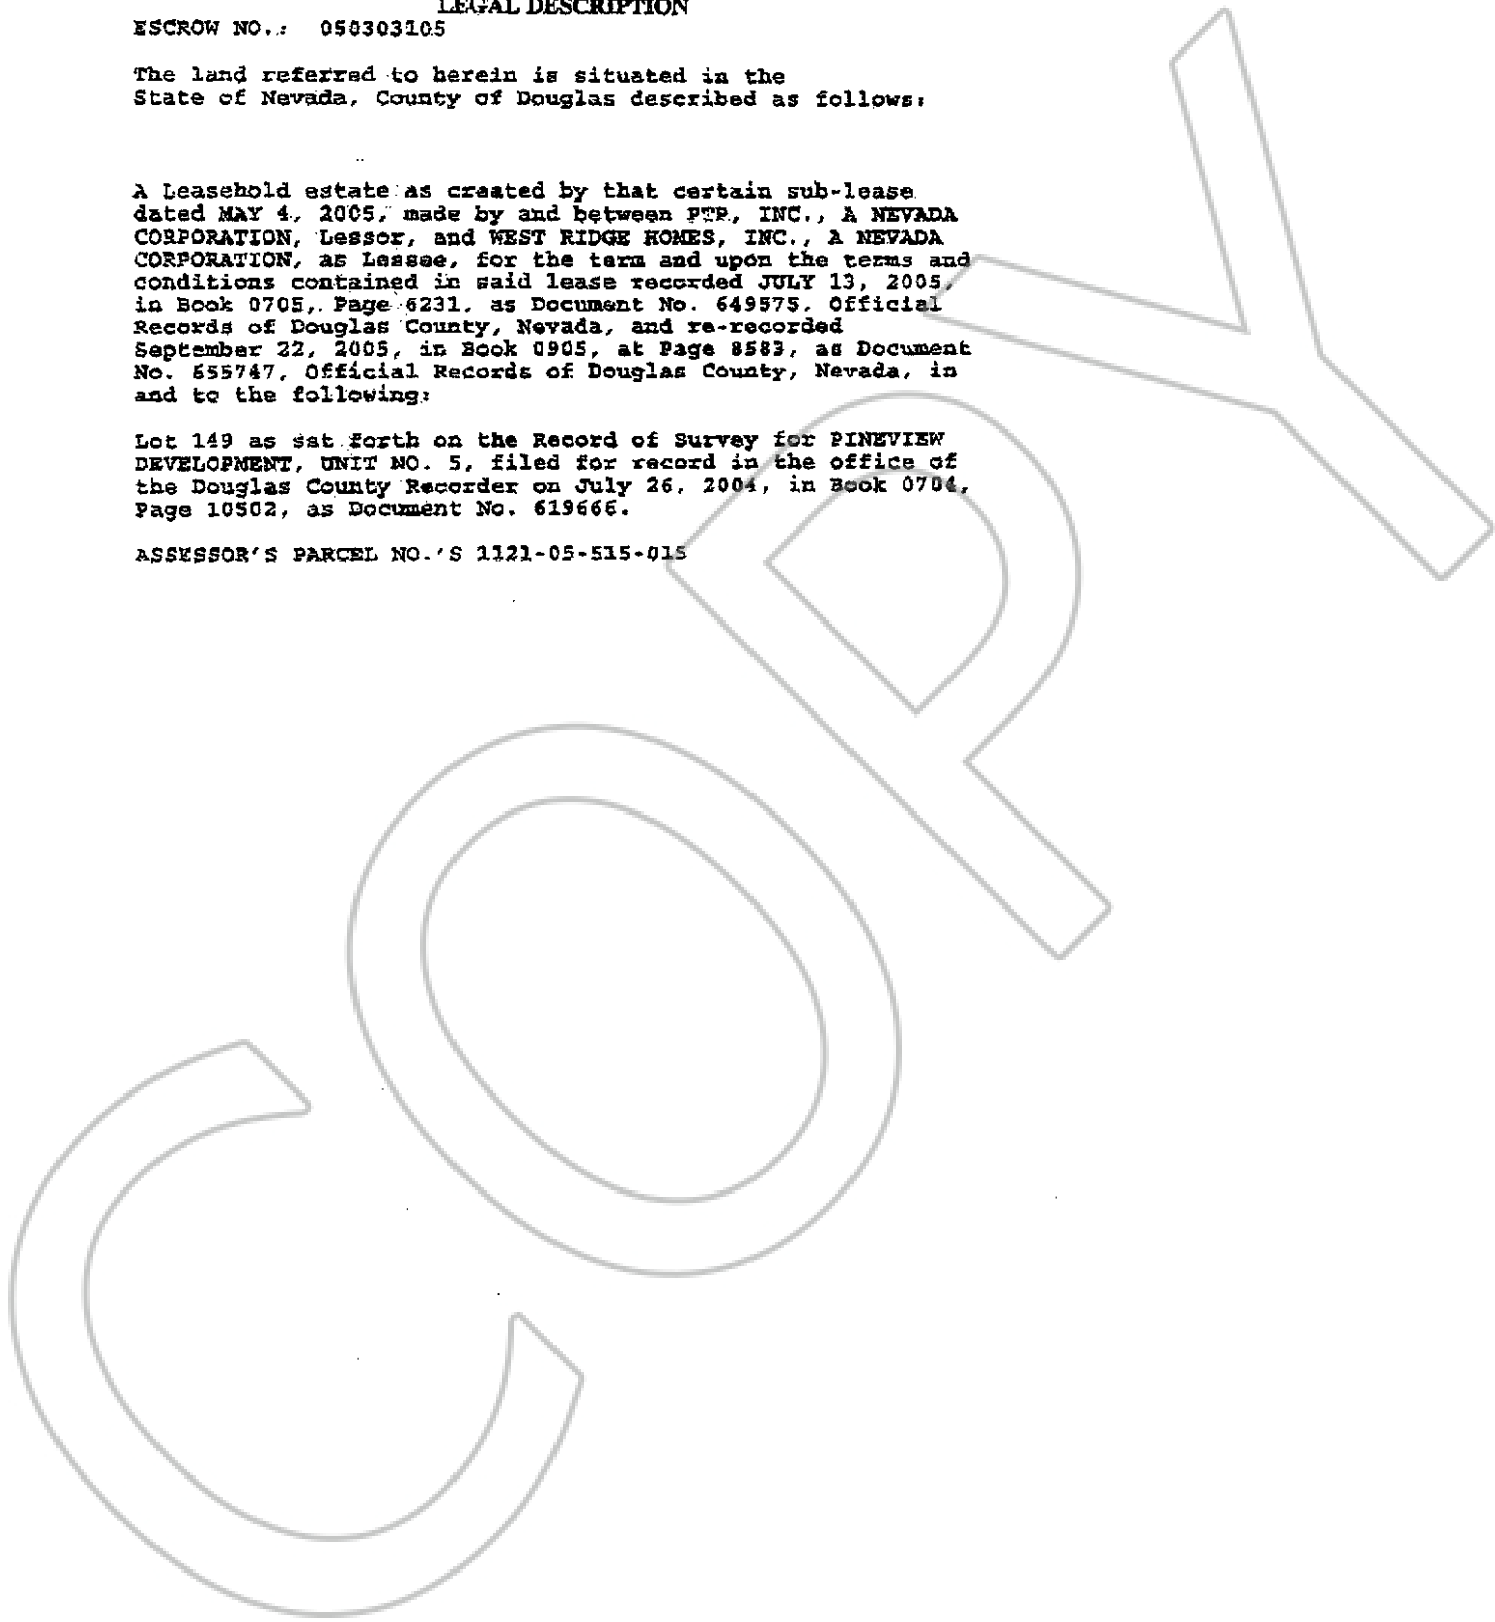 LEGAL DESCRIPTION
ESCROW NO.: 050303105
The land referred to herein is situated in the
State of Nevada, County of Douglas described as follows:
A Leasehold estate as created by that certain sub-lease
dated MAY 4, 2005, made by and between PTP, INC., A NEVADA
CORPORATION, Lessor, and WEST RIDGE HOMES, INC., A NEVADA
CORPORATION, as Lessee, for the term and upon the terms and
conditions contained in said lease recorded JULY 13, 2005,
in Book 0705, Page 6231, as Document No. 649575, Official
Records of Douglas County, Nevada, and re-recorded
September 22, 2005, in Book 0905, at Page 8583, as Document
No. 655747, Official Records of Douglas County, Nevada, in
and to the following:
Lot 149 as set forth on the Record of Survey for PINEVIEW
DEVELOPMENT, UNIT NO. 5, filed for record in the office of
the Douglas County Recorder on July 26, 2004, in Book 0704,
Page 10502, as Document No. 619666.
ASSESSOR'S PARCEL NO.'S 1121-05-515-015
COPY